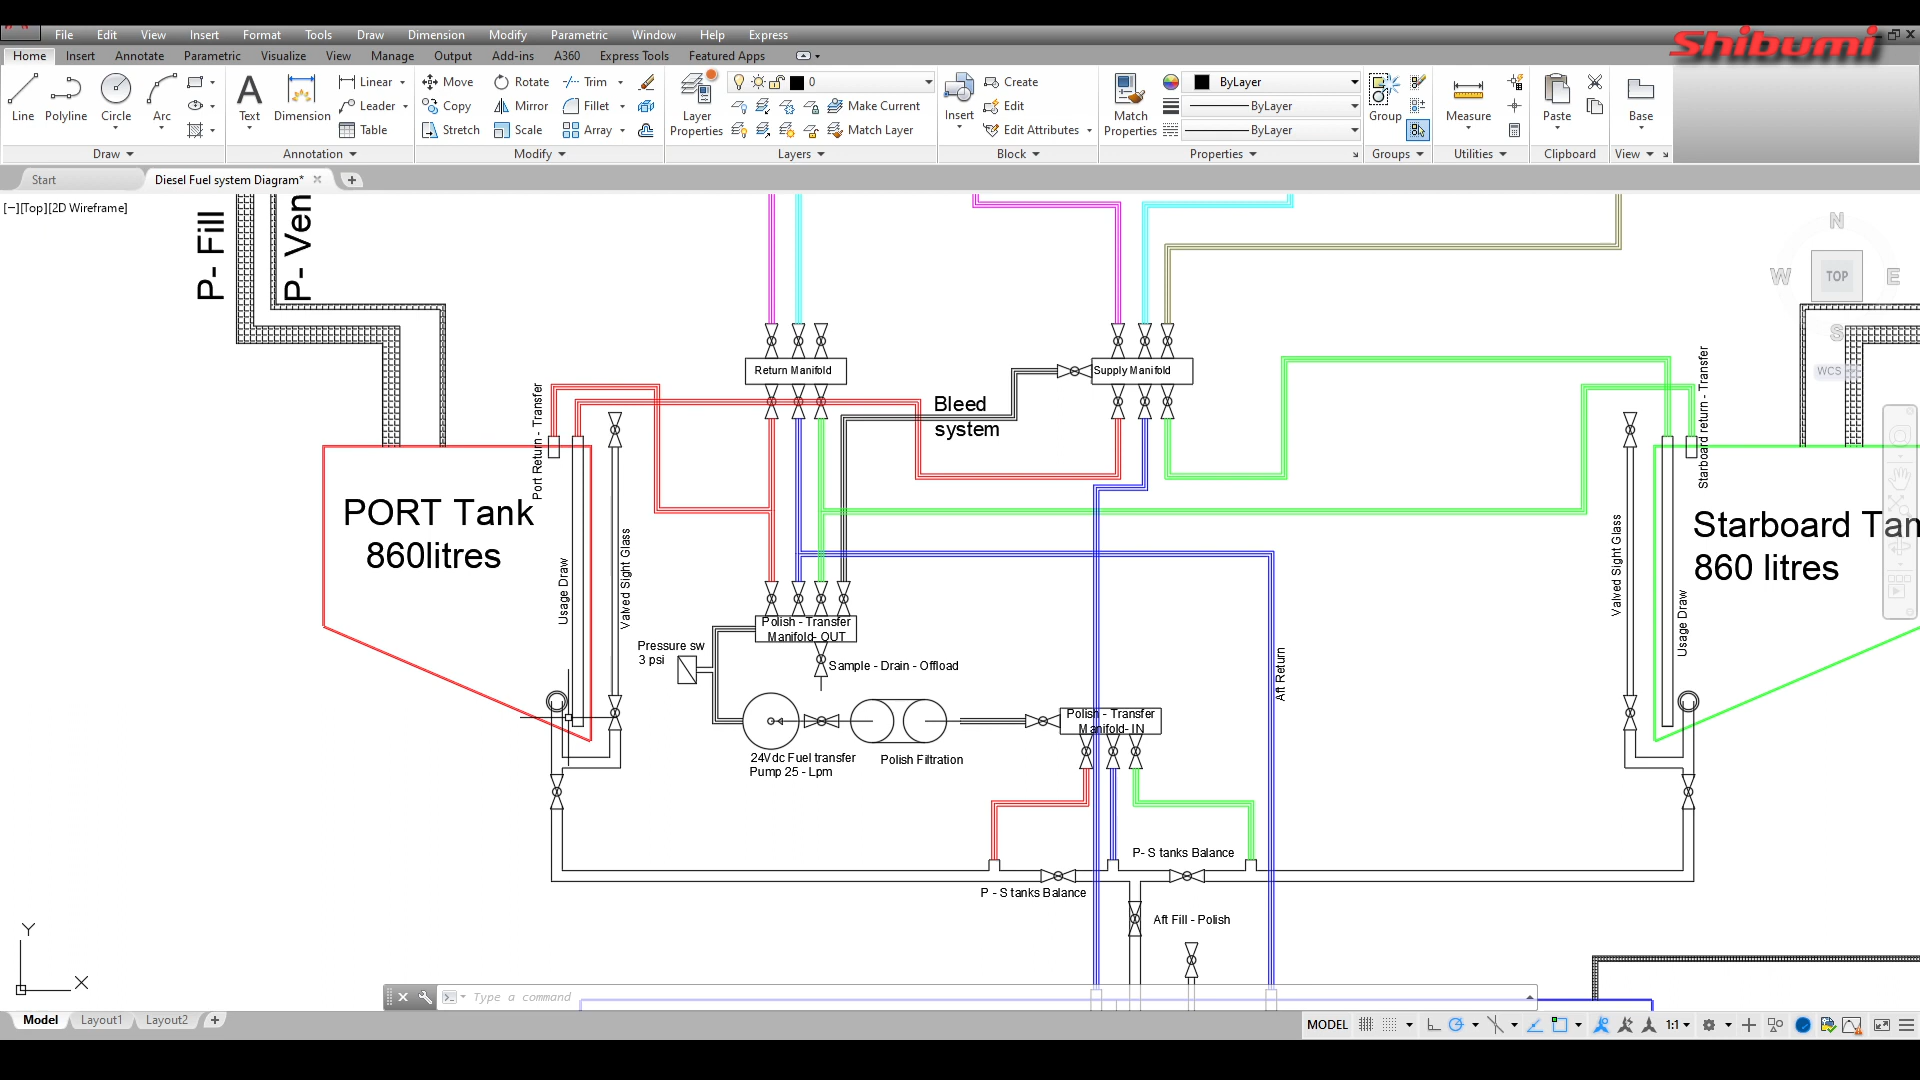 File Edit View Insert Format Tools Draw Dimension Modify Parametric Window Help Express
Shibumi
Home Insert Annotate Parametric Visualize View Manage Output Add-ins A360 Express Tools Featured Apps
Line Polyline Circle Arc
Draw
Text Dimension
Linear
Leader
Table
Annotation
Move Rotate Trim
Copy Mirror Fillet
Stretch Scale Array
Modify
Layer
Properties
0
Make Current
Match Layer
Layers
Insert
Create
Edit
Edit Attributes
Block
Match
Properties
ByLayer
ByLayer
ByLayer
Properties
Group
Groups
Measure
Utilities
Paste
Clipboard
Base
View
Start Diesel Fuel system Diagram*
[−][Top][2D Wireframe]
P- Fill
P- Ven
N
W TOP E
S
WCS
Return Manifold
Supply Manifold
Bleed
system
Port Return - Transfer
Starboard return - Transfer
PORT Tank
860litres
Starboard Tan
860 litres
Usage Draw
Valved Sight Glass
Valved Sight Glass
Usage Draw
Polish - Transfer
Manifold- OUT
Pressure sw
3 psi
Sample - Drain - Offload
Aft Return
Polish - Transfer
Manifold- IN
24Vdc Fuel transfer
Pump 25 - Lpm
Polish Filtration
P- S tanks Balance
P - S tanks Balance
Aft Fill - Polish
Y
X
Type a command
Model Layout1 Layout2
MODEL 1:1